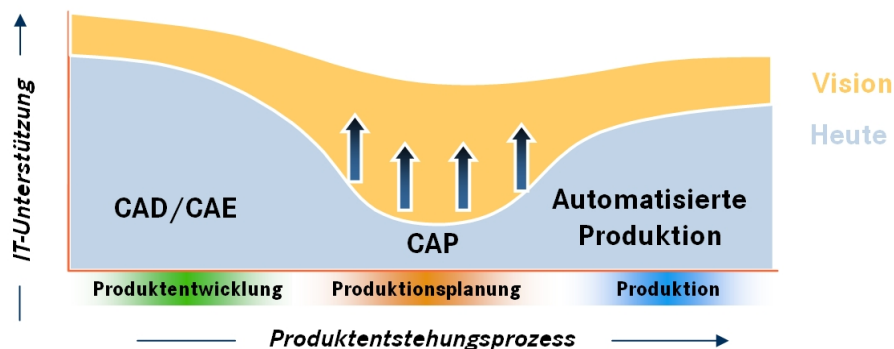 IT-Unterstützung
Vision
Heute
CAD/CAE
CAP
Automatisierte
Produktion
Produktentwicklung
Produktionsplanung
Produktion
Produktentstehungsprozess